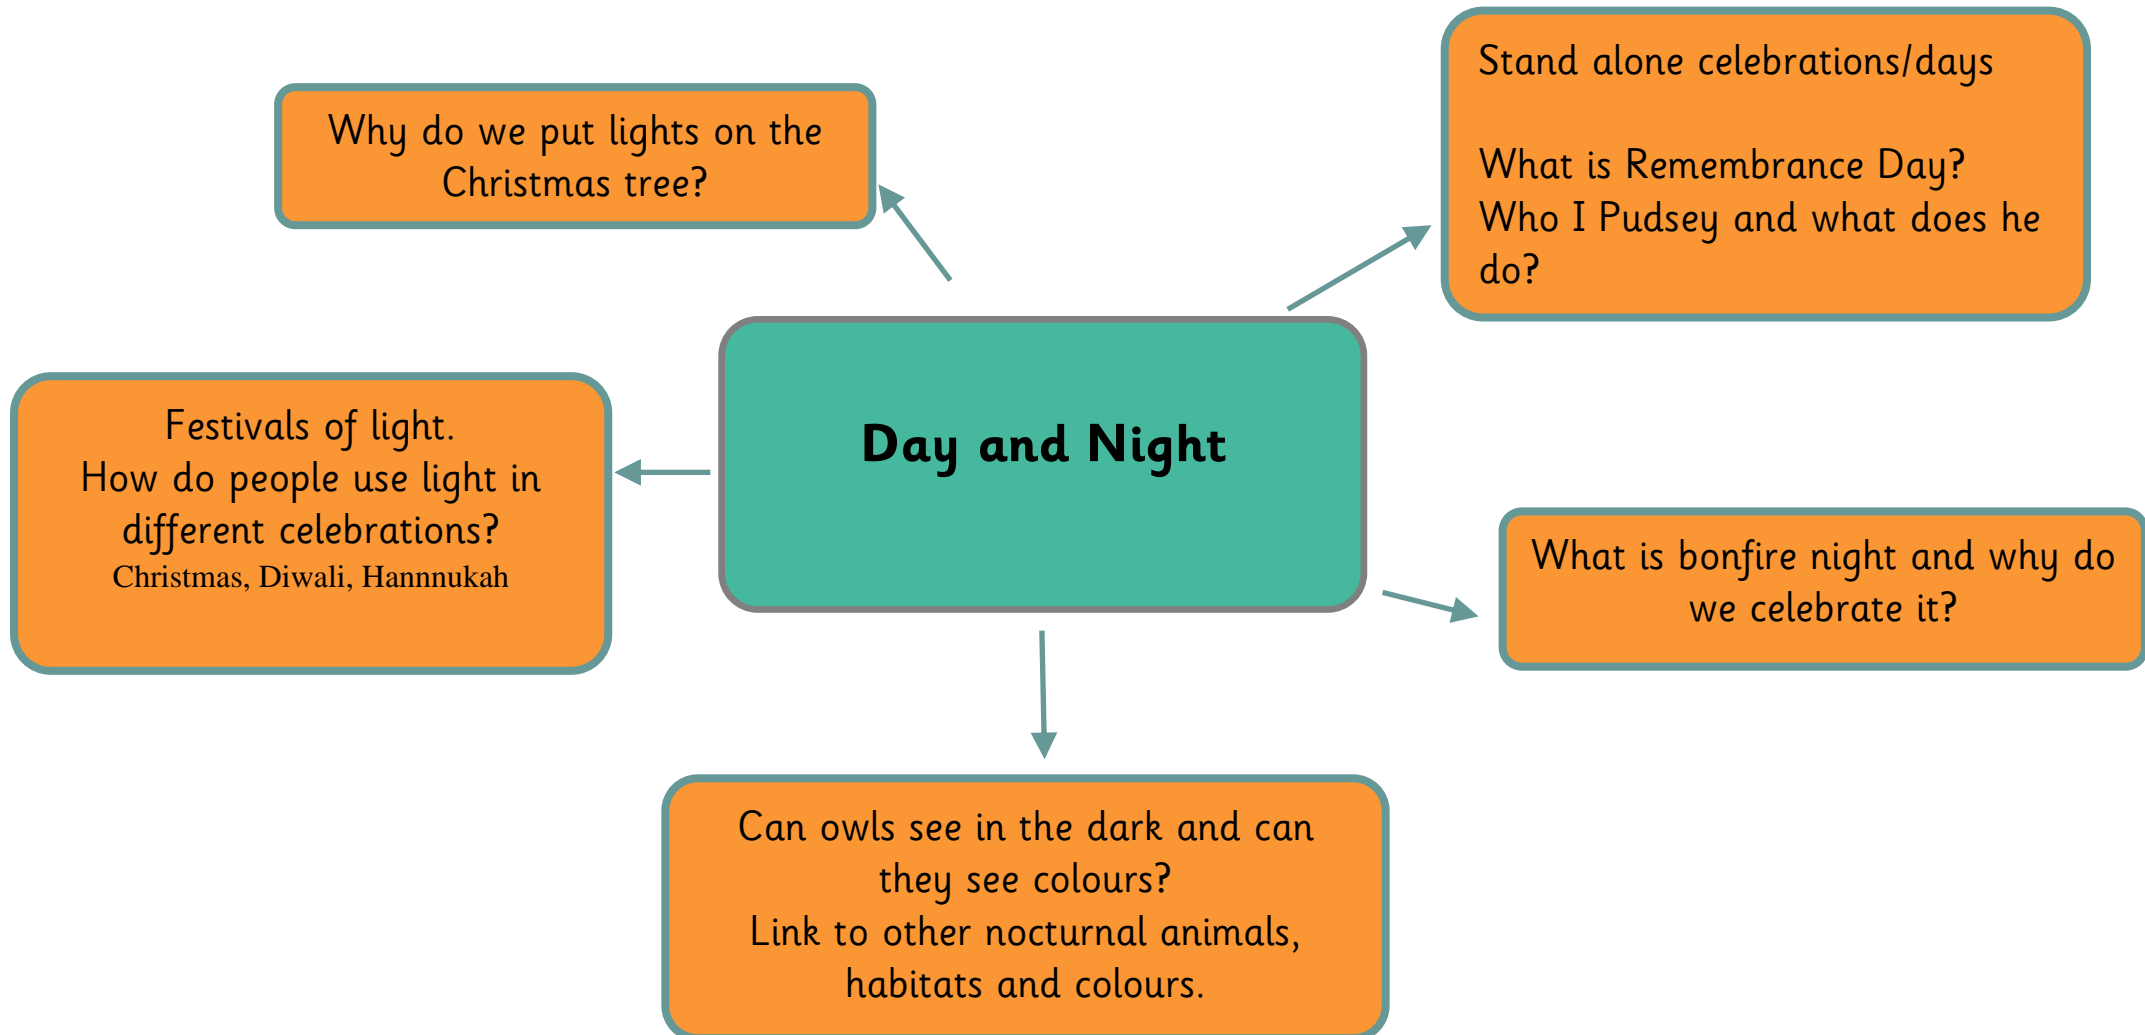 Why do we put lights on the
Christmas tree?
Stand alone celebrations/days
What is Remembrance Day?
Who I Pudsey and what does he
do?
Festivals of light.
How do people use light in
different celebrations?
Christmas, Diwali, Hannnukah
Day and Night
What is bonfire night and why do
we celebrate it?
Can owls see in the dark and can
they see colours?
Link to other nocturnal animals,
habitats and colours.